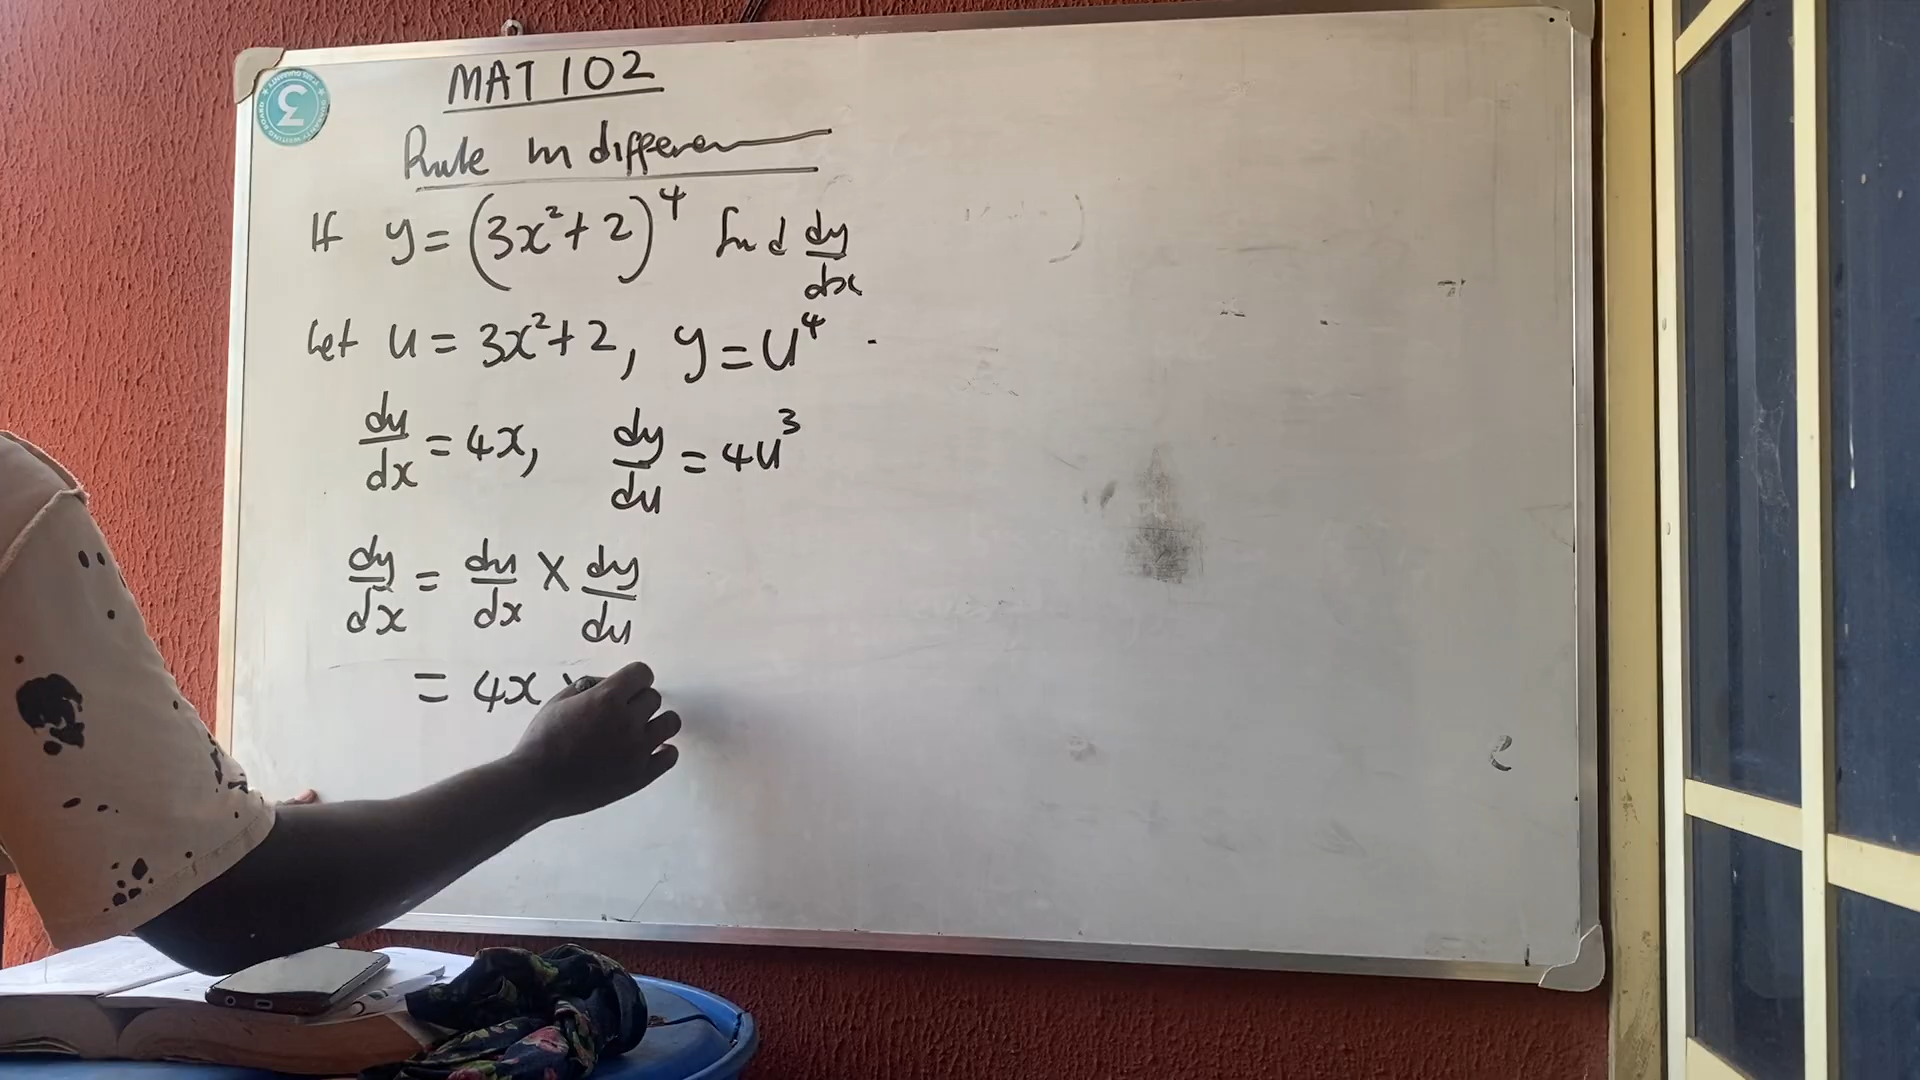 MAT 102
Rule in differen
If y = (3x² + 2)⁴ find dy/dx
Let u = 3x² + 2, y = u⁴ .
du/dx = 4x, dy/du = 4u³
dy/dx = du/dx × dy/du
= 4x ×